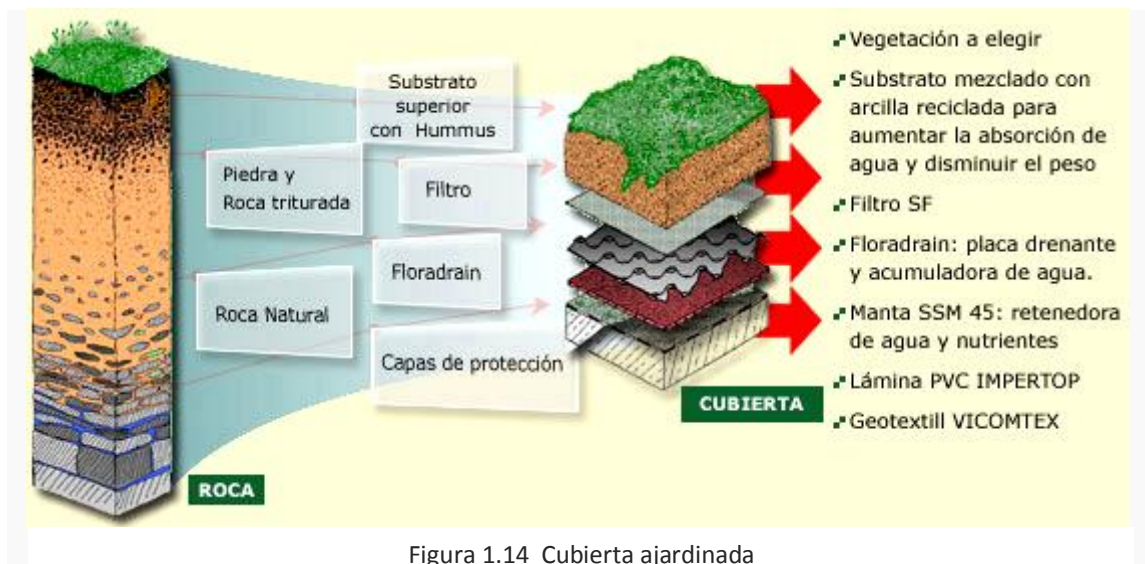 Substrato
superior
con Hummus
Piedra y
Roca triturada
Filtro
Floradrain
Roca Natural
Capas de protección
ROCA
CUBIERTA
Vegetación a elegir
Substrato mezclado con
arcilla reciclada para
aumentar la absorción de
agua y disminuir el peso
Filtro SF
Floradrain: placa drenante
y acumuladora de agua.
Manta SSM 45: retenedora
de agua y nutrientes
Lámina PVC IMPERTOP
Geotextill VICOMTEX
Figura 1.14 Cubierta ajardinada